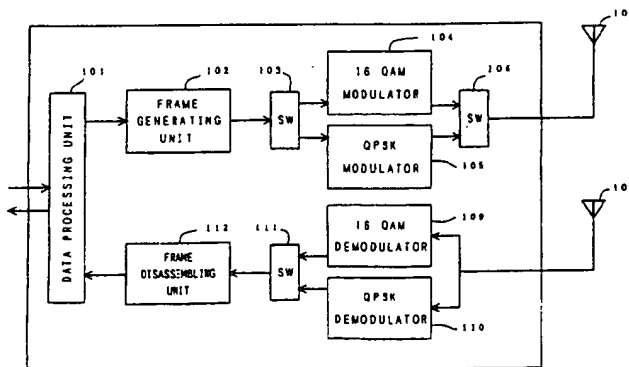 101
DATA PROCESSING UNIT
102
FRAME
GENERATING
UNIT
103
SW
104
16 QAM
MODULATOR
QPSK
MODULATOR
105
106
SW
10
112
FRAME
DISASSEMBLING
UNIT
111
SW
109
16 QAM
DEMODULATOR
QPSK
DEMODULATOR
110
10